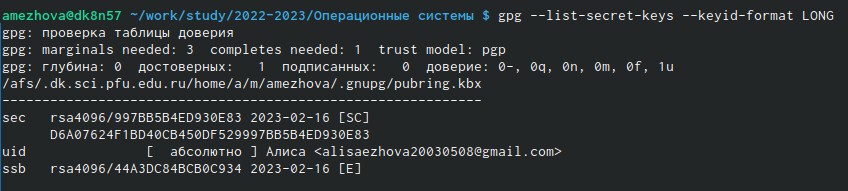 amezhova@dk8n57 ~/work/study/2022-2023/Операционные системы $ gpg --list-secret-keys --keyid-format LONG
gpg: проверка таблицы доверия
gpg: marginals needed: 3  completes needed: 1  trust model: pgp
gpg: глубина: 0  достоверных:   1  подписанных:   0  доверие: 0-, 0q, 0n, 0m, 0f, 1u
/afs/.dk.sci.pfu.edu.ru/home/a/m/amezhova/.gnupg/pubring.kbx
------------------------------------------------------------
sec   rsa4096/997BB5B4ED930E83 2023-02-16 [SC]
      D6A07624F1BD40CB450DF529997BB5B4ED930E83
uid               [  абсолютно ] Алиса <alisaezhova20030508@gmail.com>
ssb   rsa4096/44A3DC84BCB0C934 2023-02-16 [E]